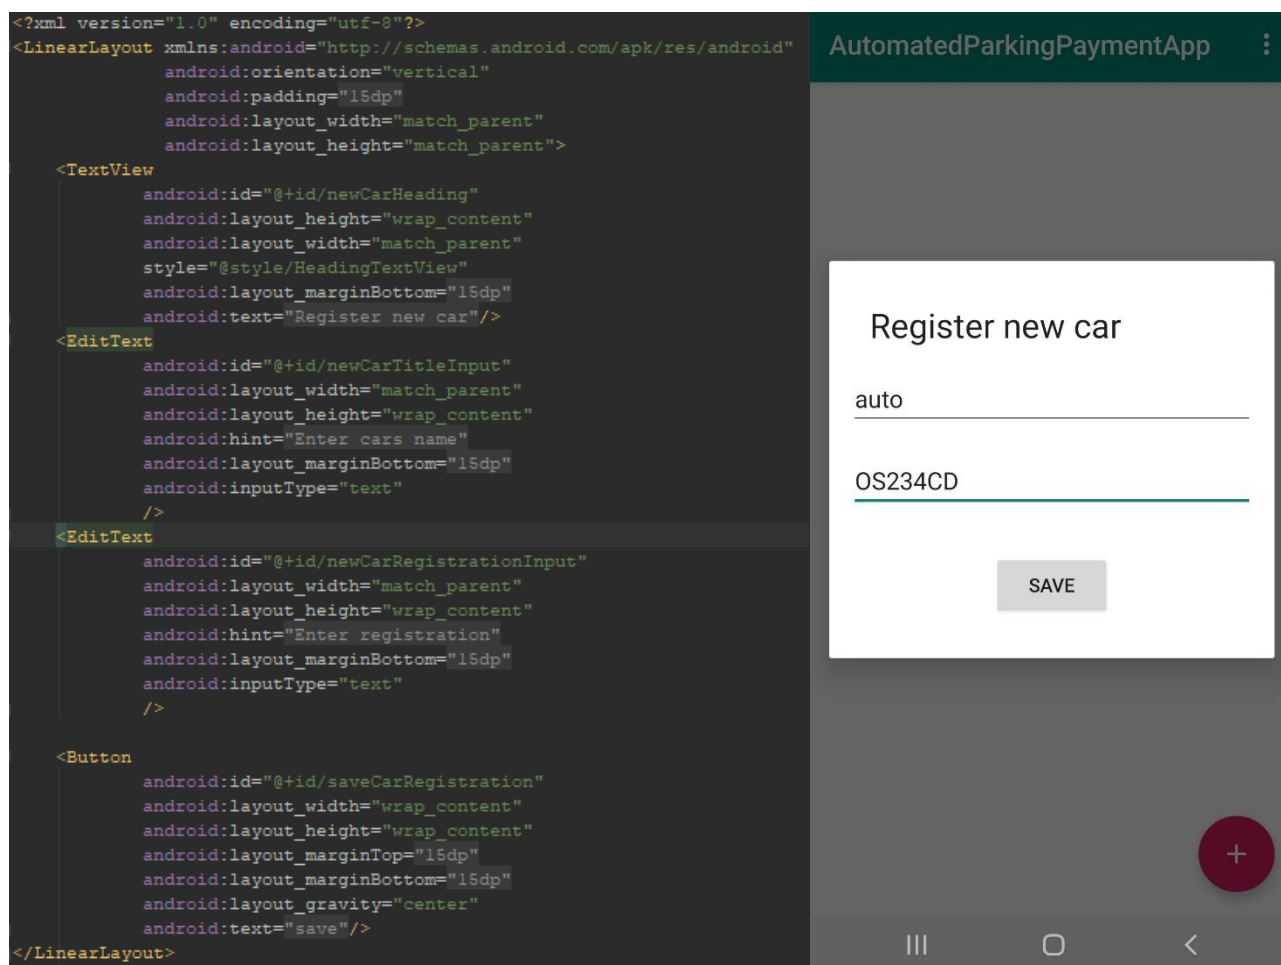 <?xml version="1.0" encoding="utf-8"?>
<LinearLayout xmlns:android="http://schemas.android.com/apk/res/android"
android:orientation="vertical"
android:padding="15dp"
android:layout_width="match_parent"
android:layout_height="match_parent">
<TextView
android:id="@+id/newCarHeading"
android:layout_height="wrap_content"
android:layout_width="match_parent"
style="@style/HeadingTextView"
android:layout_marginBottom="15dp"
android:text="Register new car"/>
<EditText
android:id="@+id/newCarTitleInput"
android:layout_width="match_parent"
android:layout_height="wrap_content"
android:hint="Enter cars name"
android:layout_marginBottom="15dp"
android:inputType="text"
/>
<EditText
android:id="@+id/newCarRegistrationInput"
android:layout_width="match_parent"
android:layout_height="wrap_content"
android:hint="Enter registration"
android:layout_marginBottom="15dp"
android:inputType="text"
/>
<Button
android:id="@+id/saveCarRegistration"
android:layout_width="wrap_content"
android:layout_height="wrap_content"
android:layout_marginTop="15dp"
android:layout_marginBottom="15dp"
android:layout_gravity="center"
android:text="save"/>
</LinearLayout>
AutomatedParkingPaymentApp
Register new car
auto
OS234CD
SAVE